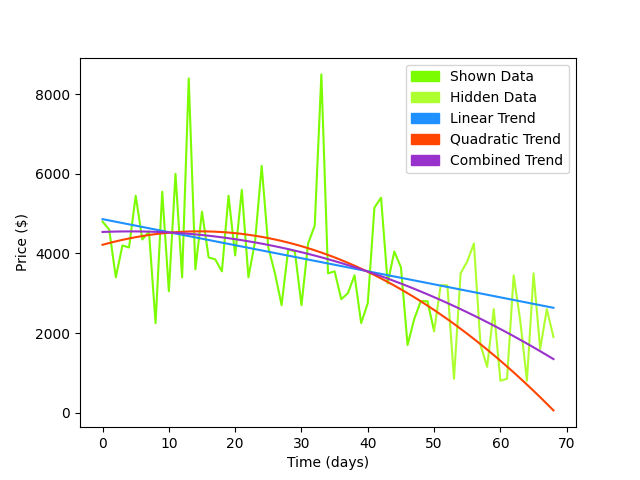 Shown Data
Hidden Data
Linear Trend
Quadratic Trend
Combined Trend
8000
6000
4000
2000
0
Price ($)
0 10 20 30 40 50 60 70
Time (days)